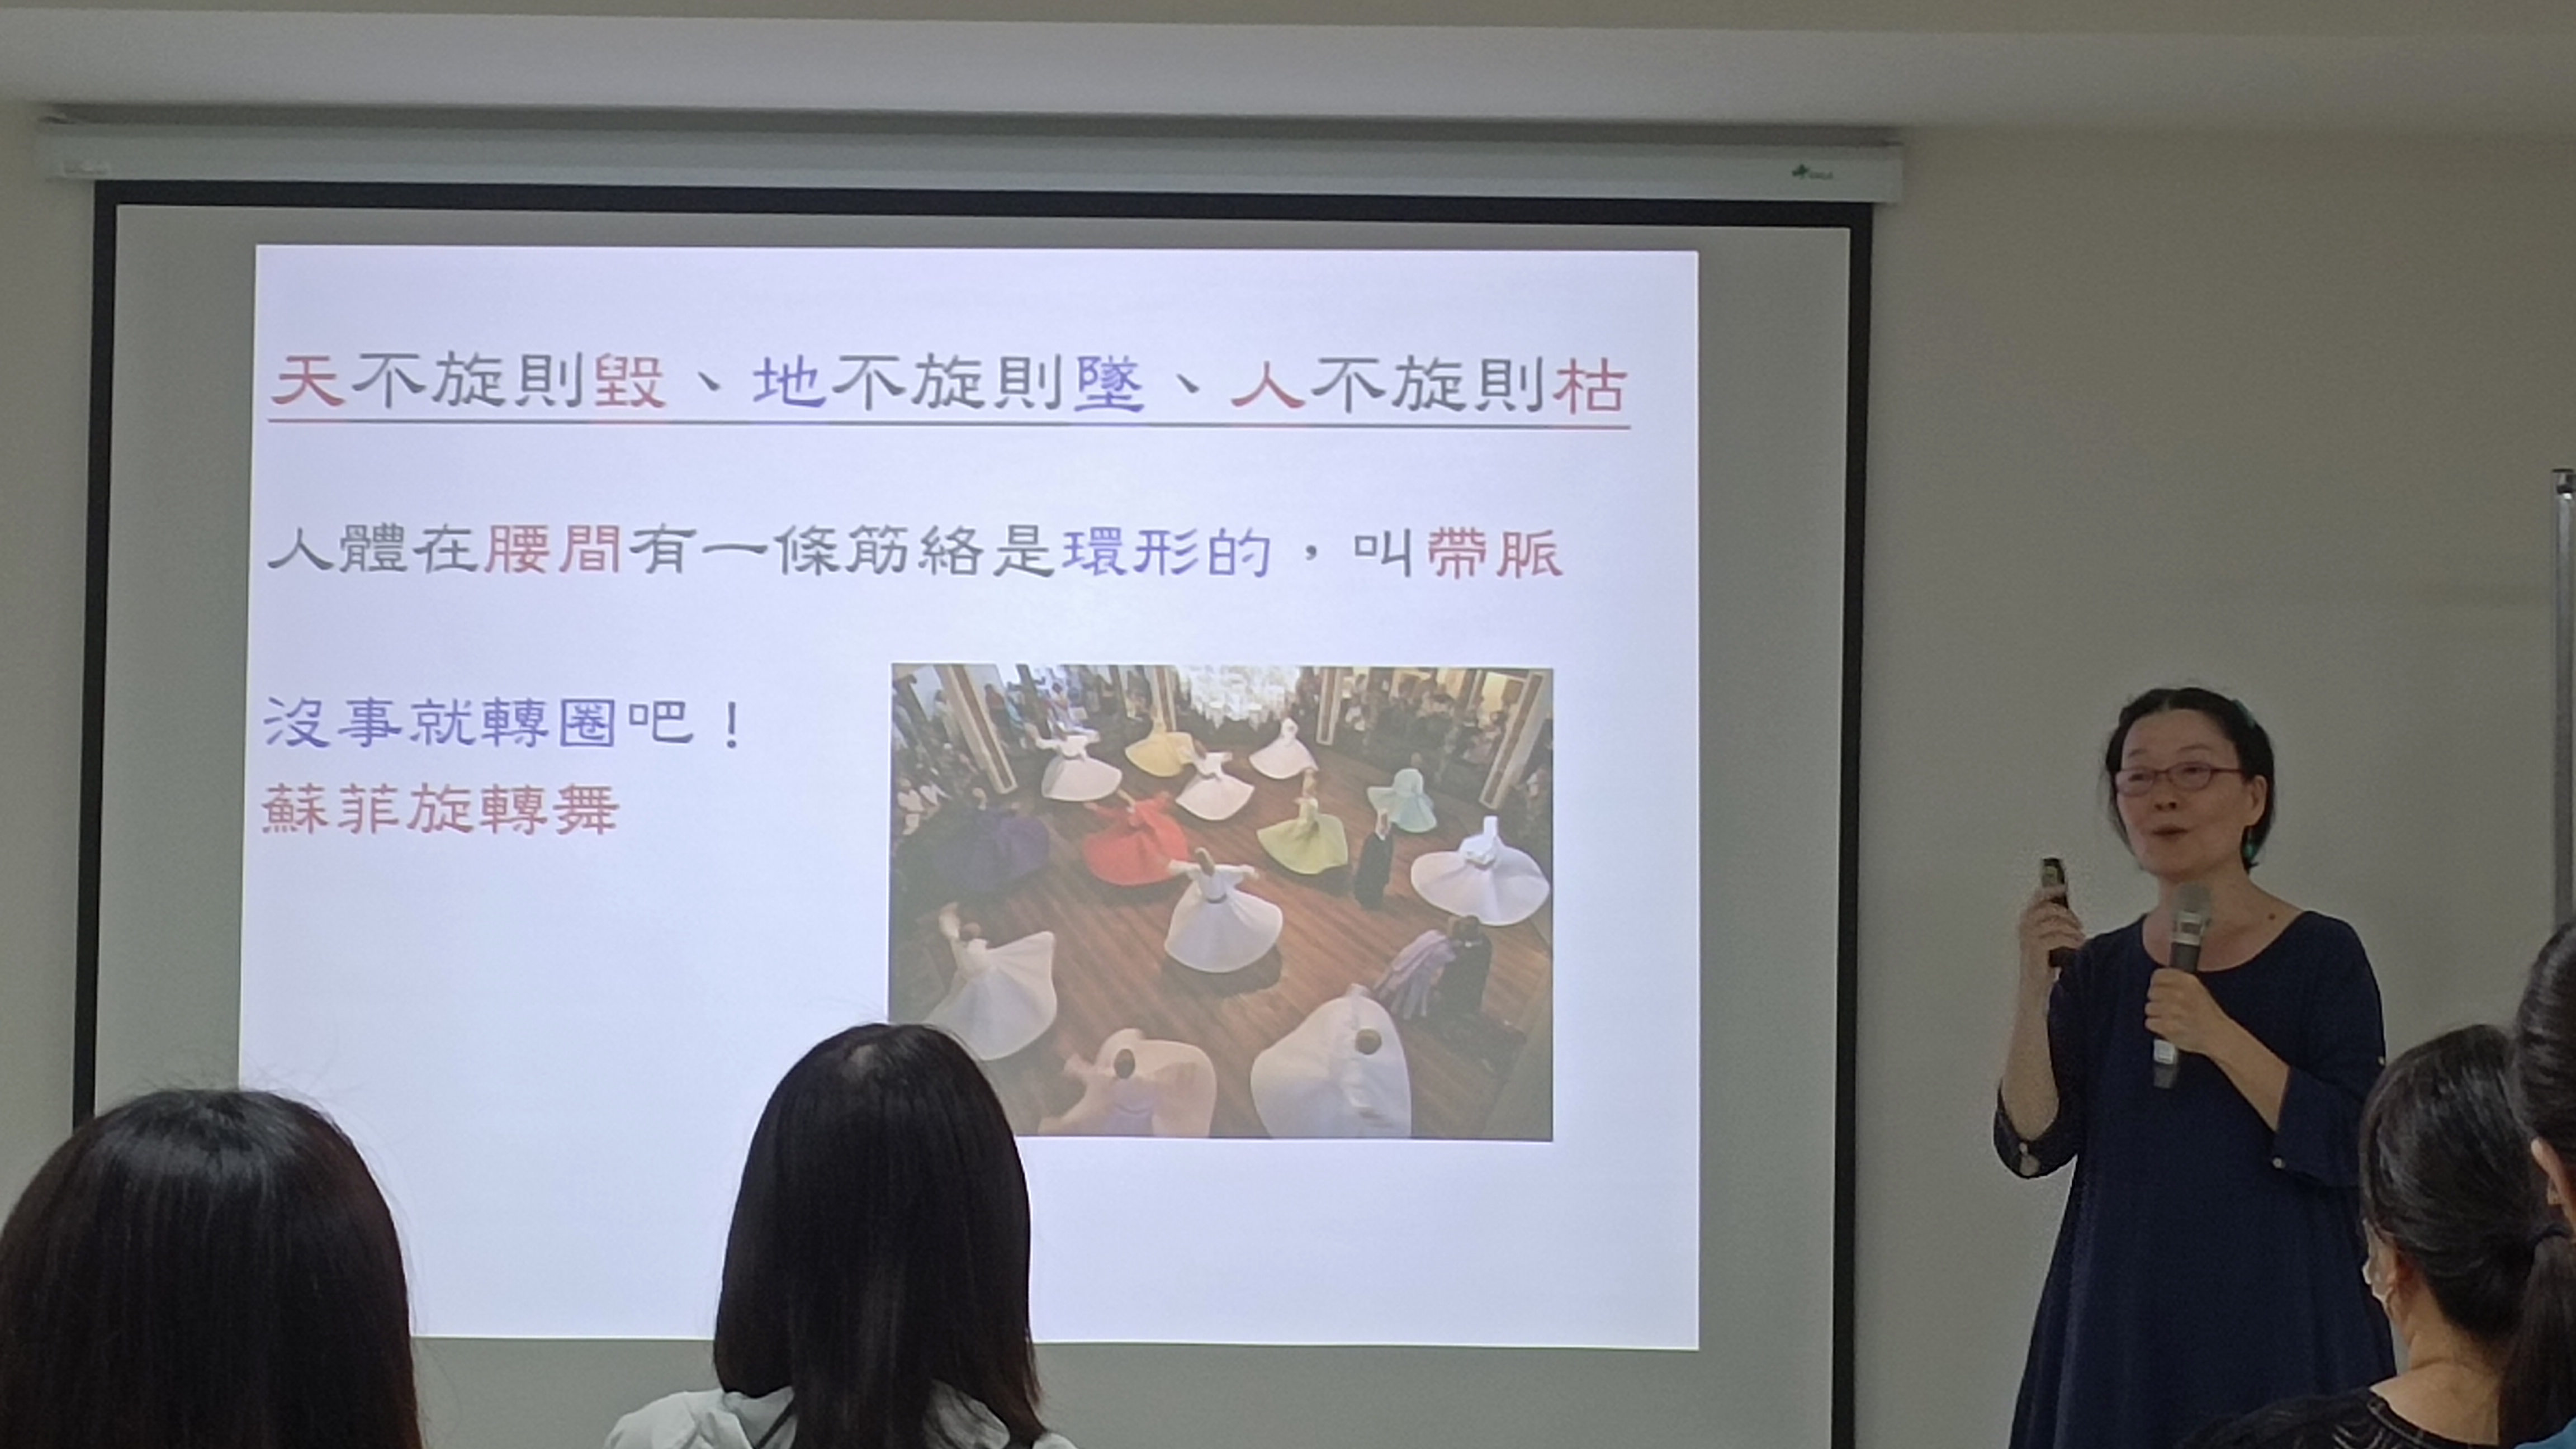 天不旋則毀、地不旋則墜、人不旋則枯
人體在腰間有一條筋絡是環形的，叫帶脈
沒事就轉圈吧！
蘇菲旋轉舞